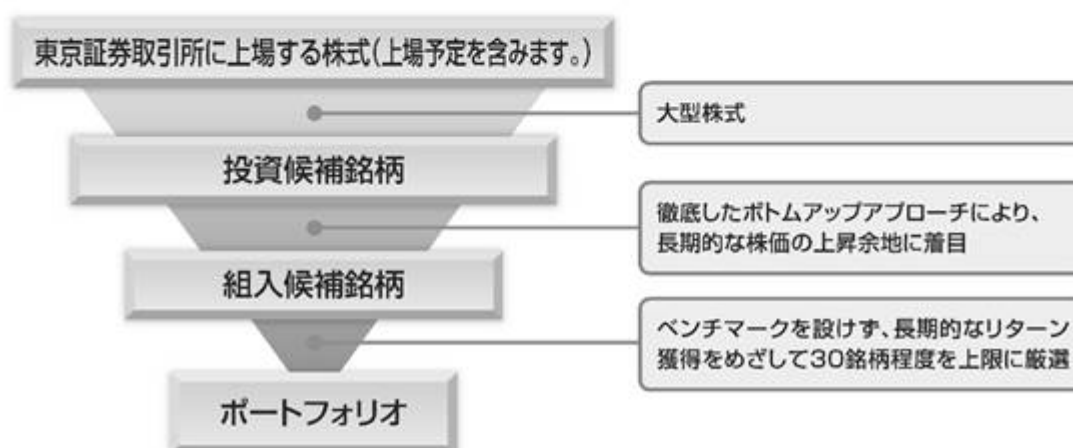 東京証券取引所に上場する株式(上場予定を含みます。)
大型株式
投資候補銘柄
徹底したボトムアップアプローチにより、
長期的な株価の上昇余地に着目
組入候補銘柄
ベンチマークを設けず、長期的なリターン
獲得をめざして30銘柄程度を上限に厳選
ポートフォリオ